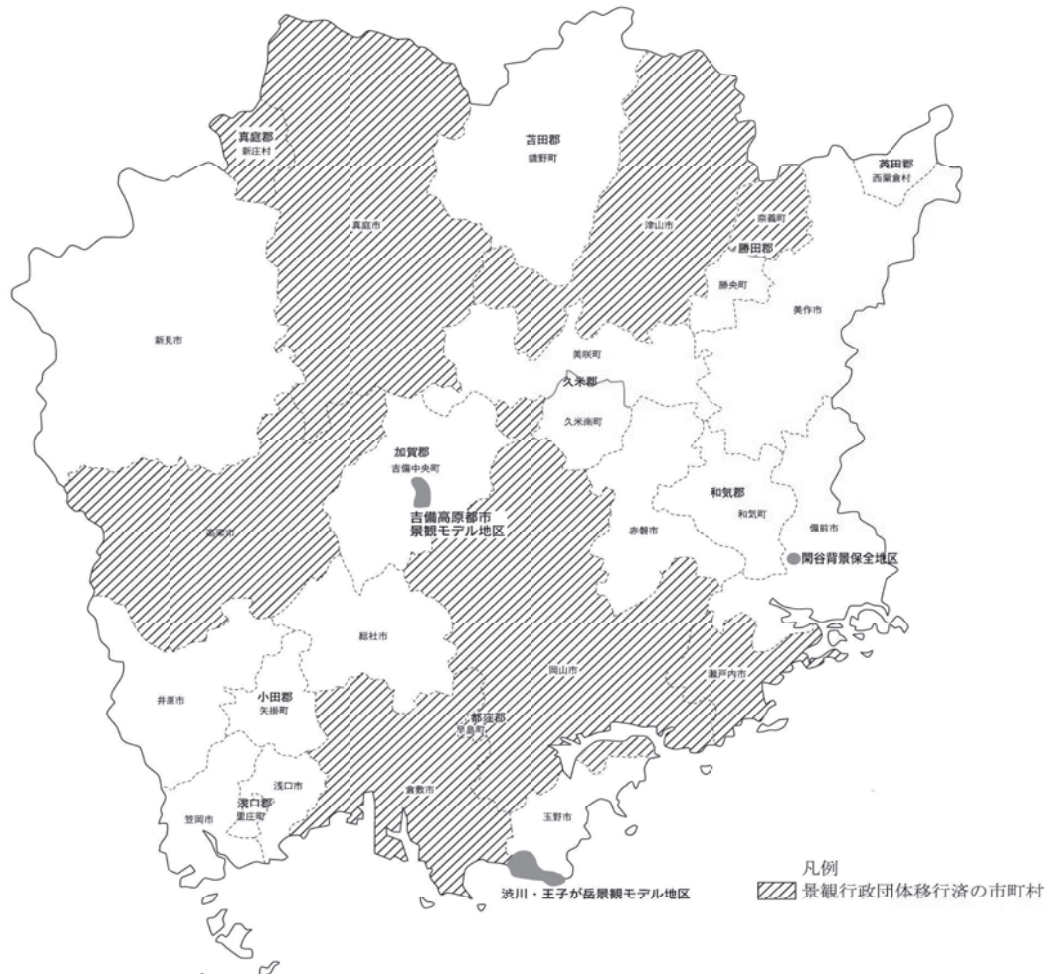 真庭郡
新庄村
苫田郡
鏡野町
英田郡
西粟倉村
真庭市
津山市
奈義町
勝田郡
勝央町
美作市
新見市
美咲町
久米郡
久米南町
加賀郡
吉備中央町
吉備高原都市
景観モデル地区
和気郡
和気町
赤磐市
備前市
閑谷背景保全地区
高梁市
総社市
岡山市
瀬戸内市
井原市
小田郡
矢掛町
都窪郡
早島町
浅口市
浅口郡
里庄町
笠岡市
倉敷市
玉野市
渋川・王子が岳景観モデル地区
凡例
景観行政団体移行済の市町村